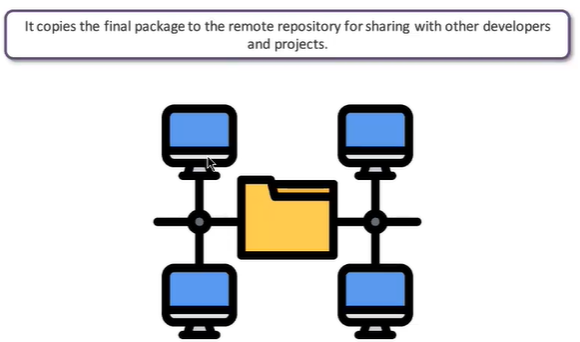 It copies the final package to the remote repository for sharing with other developers
and projects.